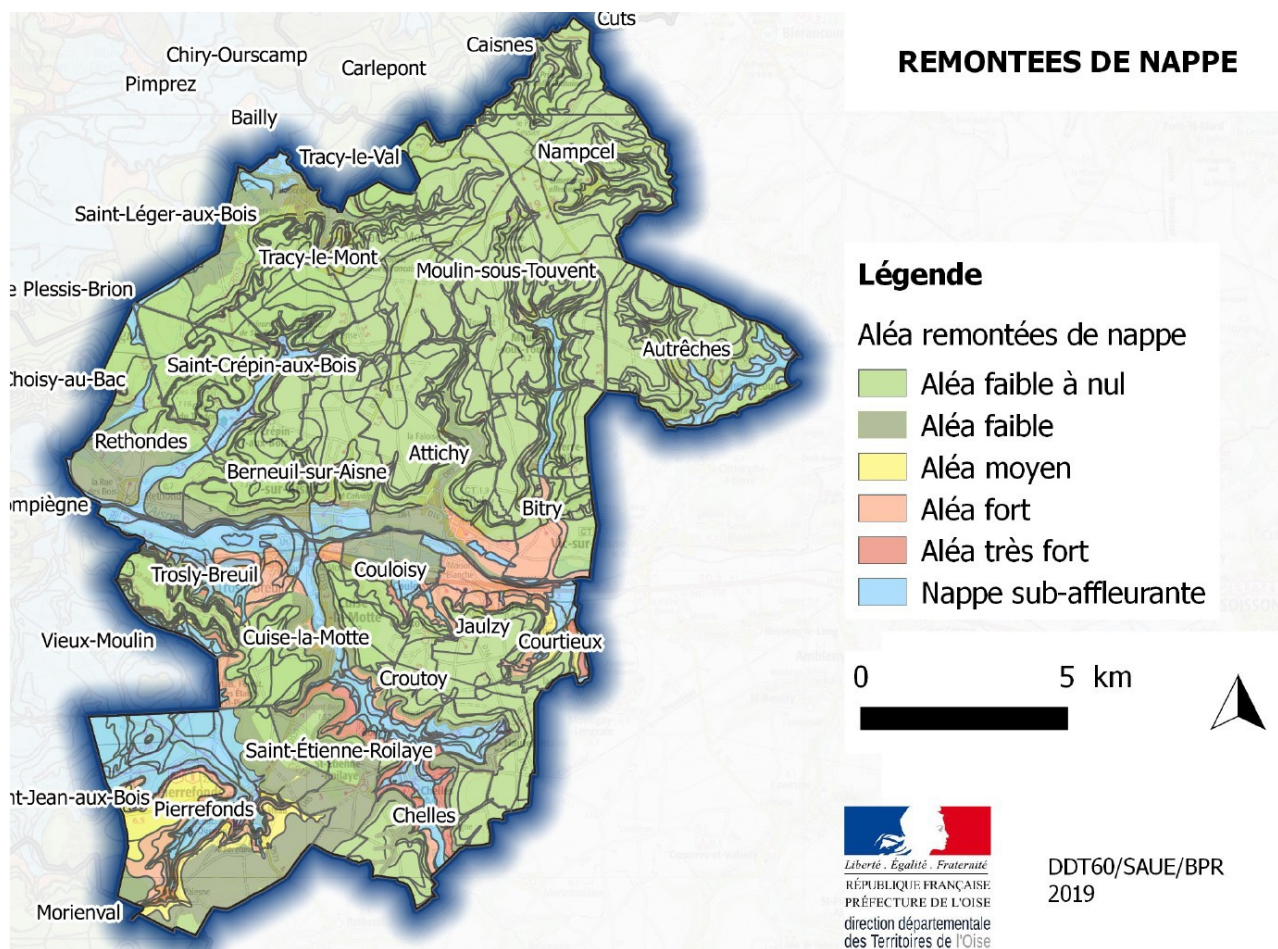 Cuts
Caisnes
Chiry-Ourscamp
Carlepont
Pimprez
Bailly
Tracy-le-Val
Nampcel
Saint-Léger-aux-Bois
Tracy-le-Mont
Moulin-sous-Touvent
e Plessis-Brion
Autrêches
Saint-Crépin-aux-Bois
Choisy-au-Bac
Rethondes
Attichy
Berneuil-sur-Aisne
ompiègne
Bitry
Trosly-Breuil
Couloisy
Vieux-Moulin
Cuise-la-Motte
Jaulzy
Courtieux
Croutoy
Saint-Étienne-Roilaye
nt-Jean-aux-Bois
Pierrefonds
Chelles
Morienval
REMONTEES DE NAPPE
Légende
Aléa remontées de nappe
Aléa faible à nul
Aléa faible
Aléa moyen
Aléa fort
Aléa très fort
Nappe sub-affleurante
0 5 km
Liberté . Égalité . Fraternité
RÉPUBLIQUE FRANÇAISE
PRÉFECTURE DE L'OISE
direction départementale
des Territoires de l'Oise
DDT60/SAUE/BPR
2019